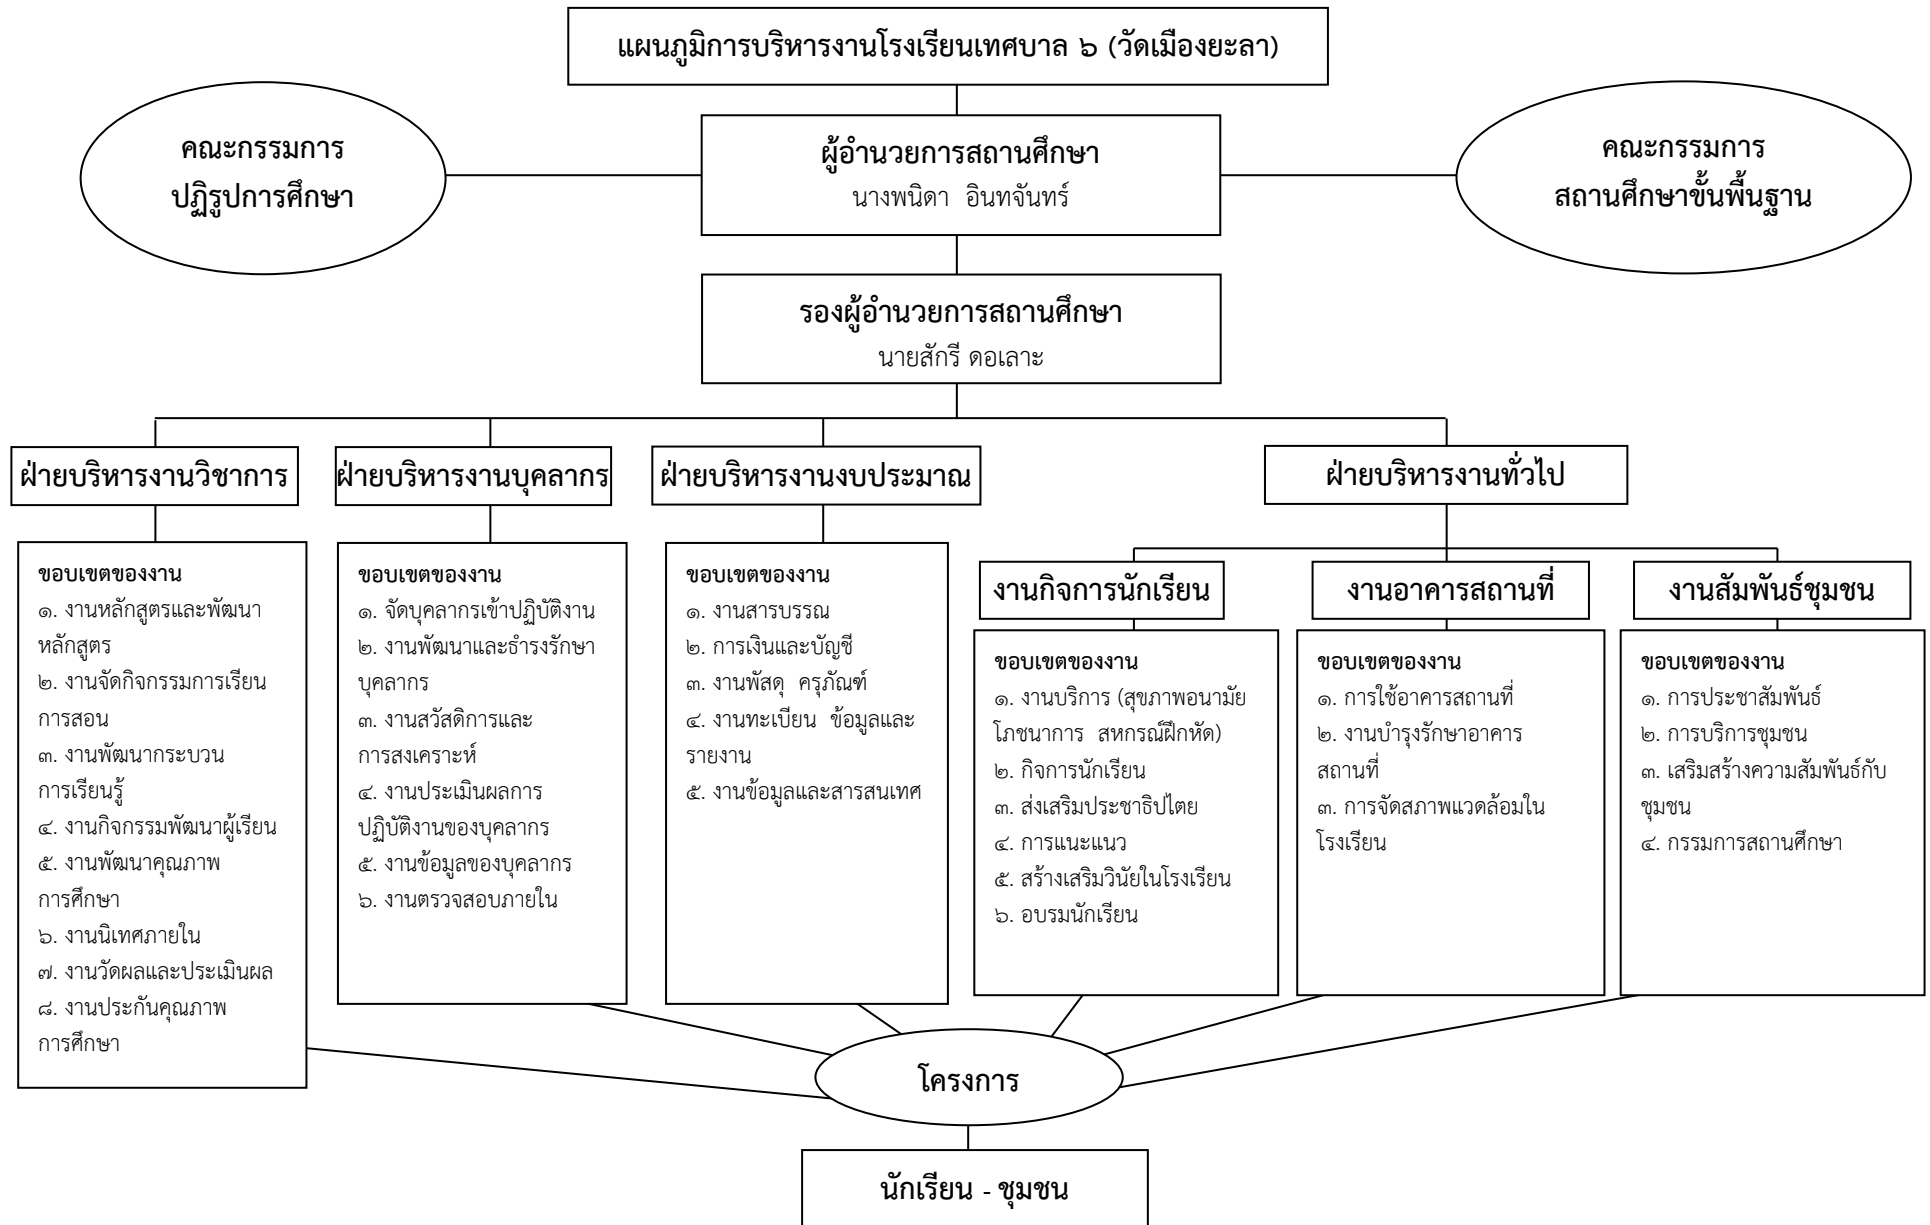 แผนภูมิการบริหารงานโรงเรียนเทศบาล ๖ (วัดเมืองยะลา)
คณะกรรมการ
ปฏิรูปการศึกษา
ผู้อำนวยการสถานศึกษา
นางพนิดา อินทจันทร์
คณะกรรมการ
สถานศึกษาขั้นพื้นฐาน
รองผู้อำนวยการสถานศึกษา
นายสักรี ดอเลาะ
ฝ่ายบริหารงานวิชาการ
ฝ่ายบริหารงานบุคลากร
ฝ่ายบริหารงานงบประมาณ
ฝ่ายบริหารงานทั่วไป
ขอบเขตของงาน
๑. งานหลักสูตรและพัฒนา
หลักสูตร
๒. งานจัดกิจกรรมการเรียน
การสอน
๓. งานพัฒนากระบวน
การเรียนรู้
๔. งานกิจกรรมพัฒนาผู้เรียน
๕. งานพัฒนาคุณภาพ
การศึกษา
๖. งานนิเทศภายใน
๗. งานวัดผลและประเมินผล
๘. งานประกันคุณภาพ
การศึกษา
ขอบเขตของงาน
๑. จัดบุคลากรเข้าปฏิบัติงาน
๒. งานพัฒนาและธำรงรักษา
บุคลากร
๓. งานสวัสดิการและ
การสงเคราะห์
๔. งานประเมินผลการ
ปฏิบัติงานของบุคลากร
๕. งานข้อมูลของบุคลากร
๖. งานตรวจสอบภายใน
ขอบเขตของงาน
๑. งานสารบรรณ
๒. การเงินและบัญชี
๓. งานพัสดุ ครุภัณฑ์
๔. งานทะเบียน ข้อมูลและ
รายงาน
๕. งานข้อมูลและสารสนเทศ
งานกิจการนักเรียน
ขอบเขตของงาน
๑. งานบริการ (สุขภาพอนามัย
โภชนาการ สหกรณ์ฝึกหัด)
๒. กิจการนักเรียน
๓. ส่งเสริมประชาธิปไตย
๔. การแนะแนว
๕. สร้างเสริมวินัยในโรงเรียน
๖. อบรมนักเรียน
งานอาคารสถานที่
ขอบเขตของงาน
๑. การใช้อาคารสถานที่
๒. งานบำรุงรักษาอาคาร
สถานที่
๓. การจัดสภาพแวดล้อมใน
โรงเรียน
งานสัมพันธ์ชุมชน
ขอบเขตของงาน
๑. การประชาสัมพันธ์
๒. การบริการชุมชน
๓. เสริมสร้างความสัมพันธ์กับ
ชุมชน
๔. กรรมการสถานศึกษา
โครงการ
นักเรียน - ชุมชน